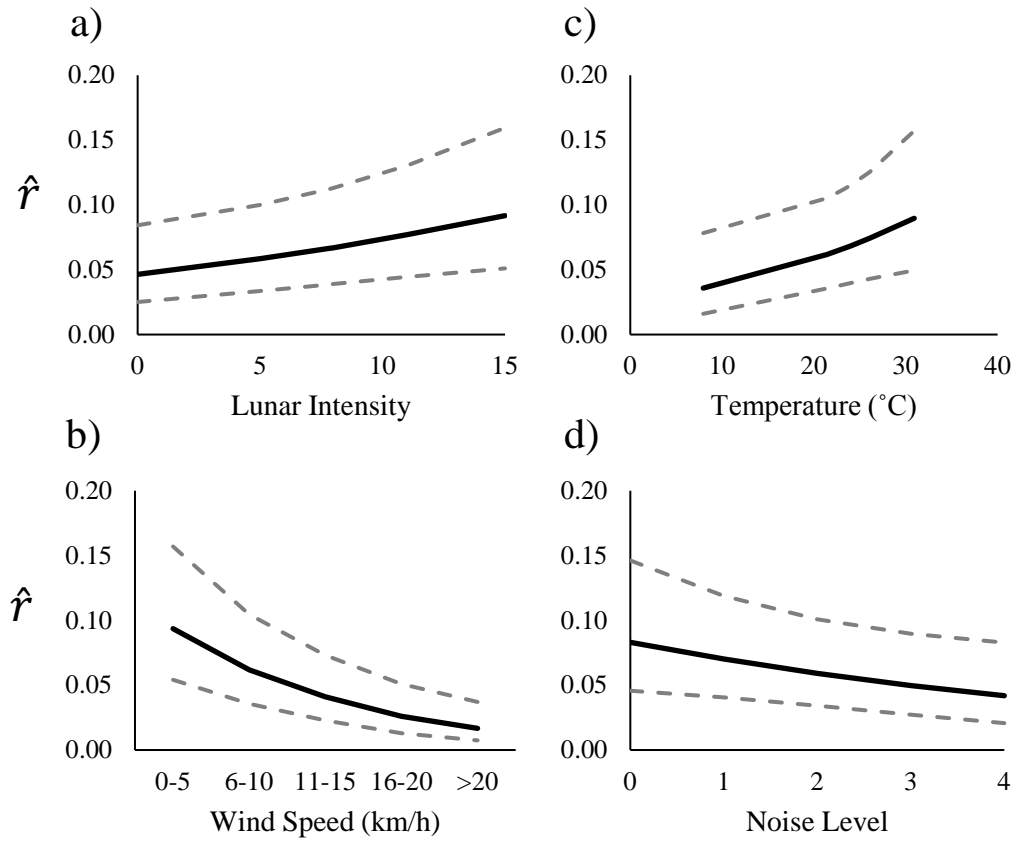 a)
0.20
0.15
0.10
0.05
0.00
r̂
0 5 10 15
Lunar Intensity
c)
0.20
0.15
0.10
0.05
0.00
0 10 20 30 40
Temperature (˚C)
b)
0.20
0.15
0.10
0.05
0.00
r̂
0-5 6-10 11-15 16-20 >20
Wind Speed (km/h)
d)
0.20
0.15
0.10
0.05
0.00
0 1 2 3 4
Noise Level